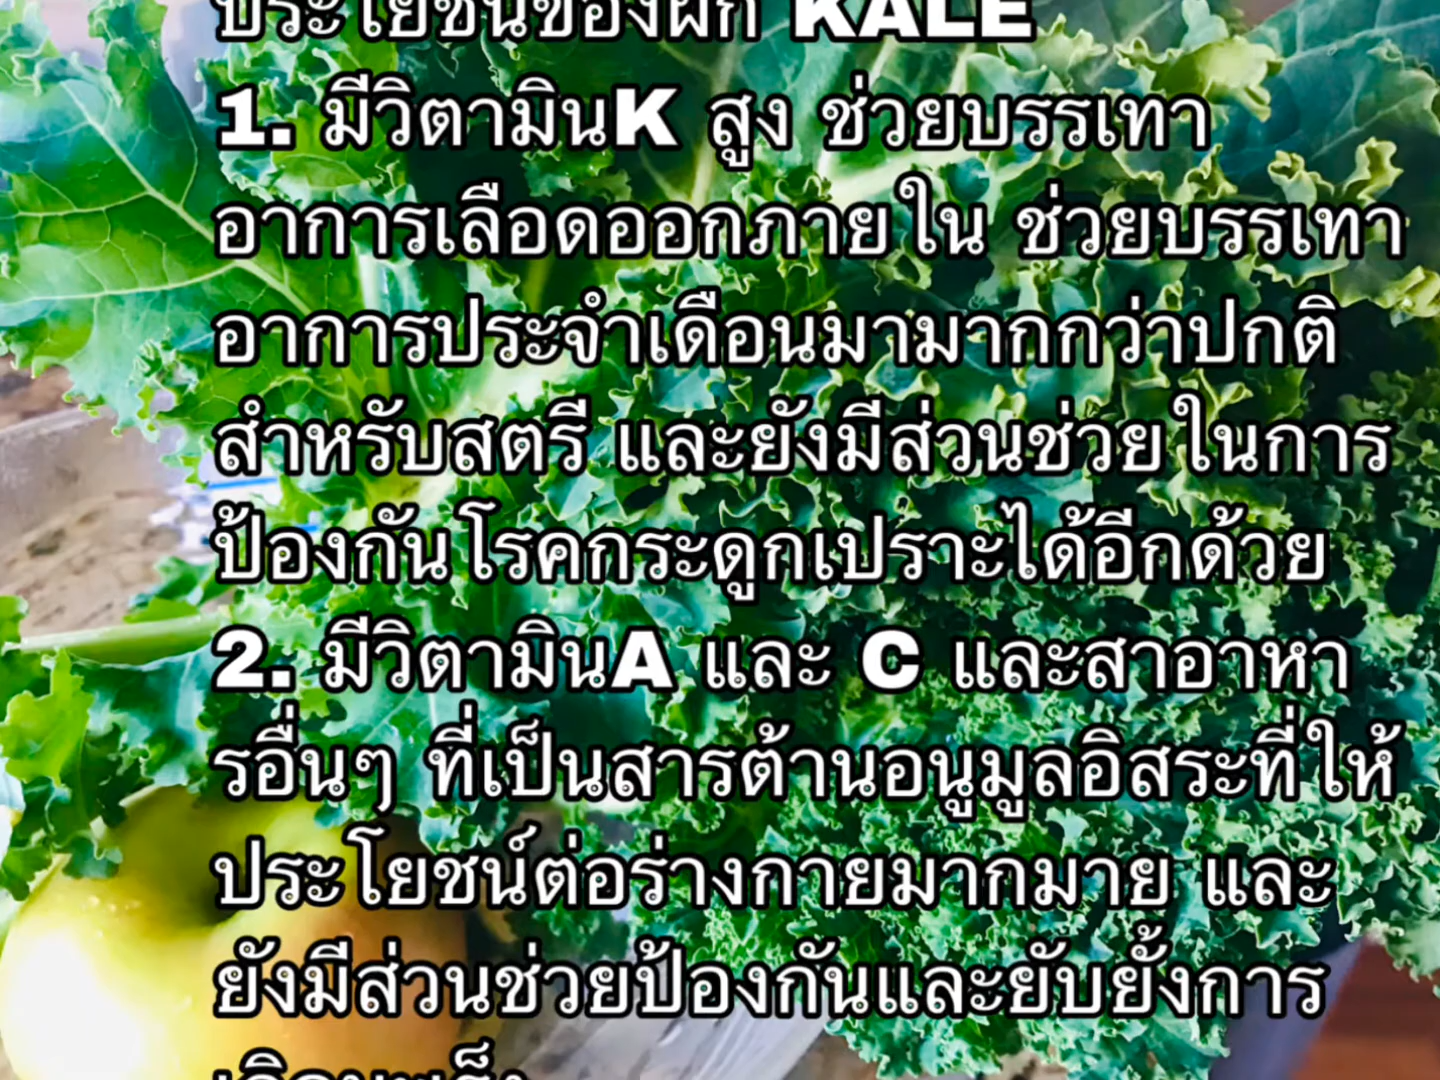 ประโยชน์ของผัก KALE
1. มีวิตามินK สูง ช่วยบรรเทา
อาการเลือดออกภายใน ช่วยบรรเทา
อาการประจำเดือนมามากกว่าปกติ
สำหรับสตรี และยังมีส่วนช่วยในการ
ป้องกันโรคกระดูกเปราะได้อีกด้วย
2. มีวิตามินA และ C และสาอาหา
รอื่นๆ ที่เป็นสารต้านอนูมูลอิสระที่ให้
ประโยชน์ต่อร่างกายมากมาย และ
ยังมีส่วนช่วยป้องกันและยับยั้งการ